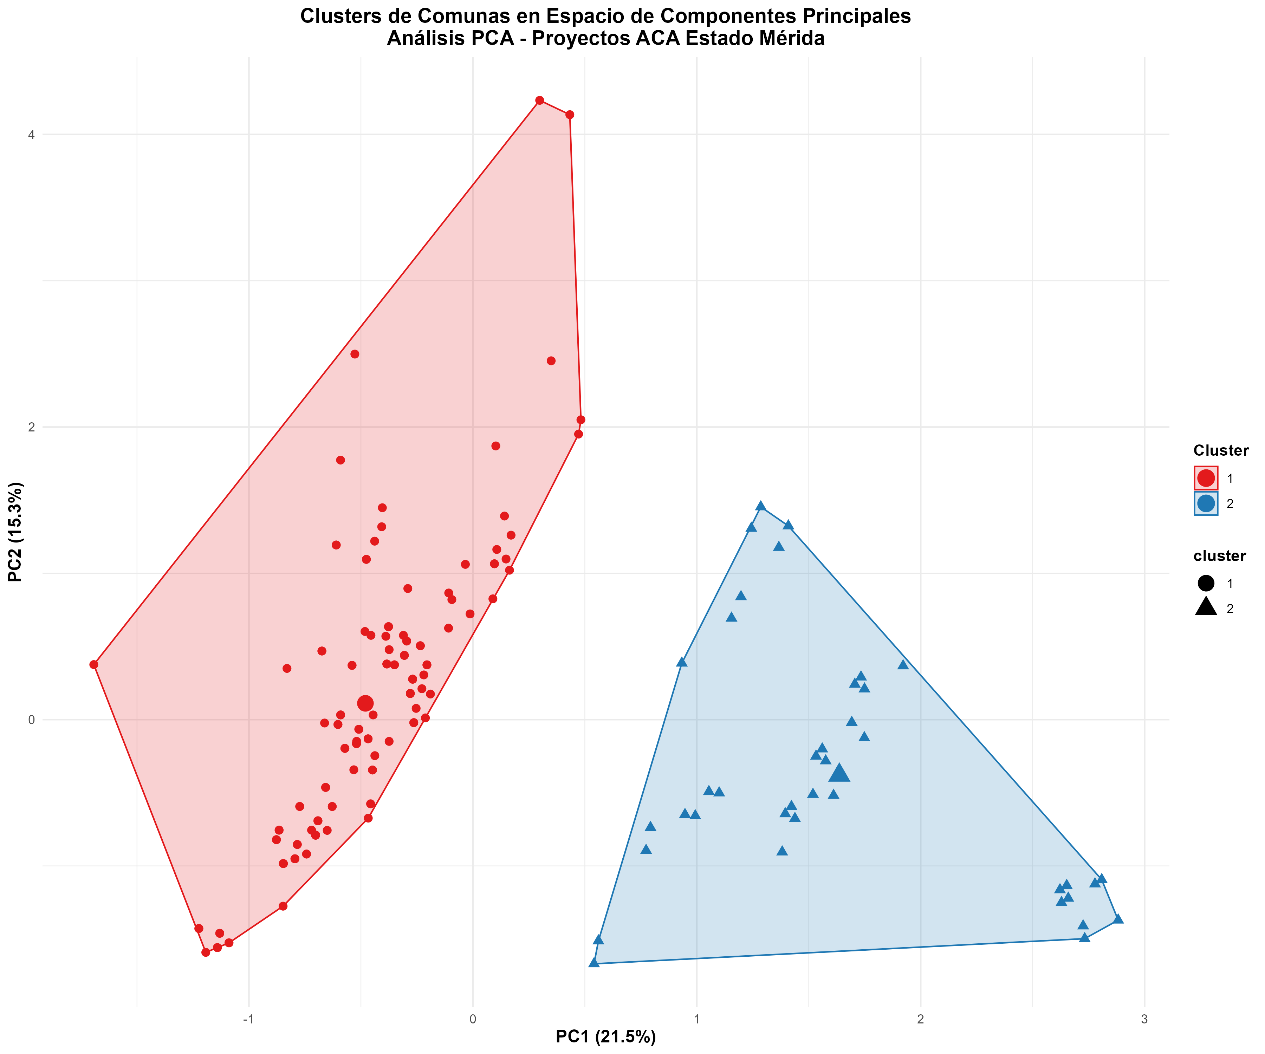 Clusters de Comunas en Espacio de Componentes Principales
Análisis PCA - Proyectos ACA Estado Mérida
PC2 (15.3%)
4
2
0
-1
0
1
2
3
PC1 (21.5%)
Cluster
1
2
cluster
1
2